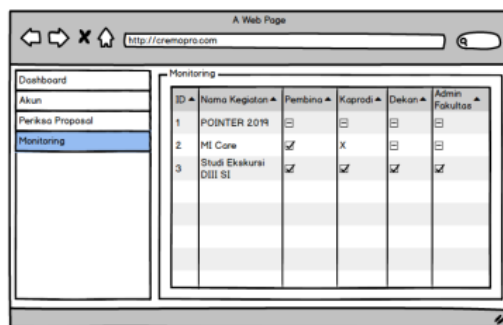 A Web Page
http://cremopro.com
Dashboard
Akun
Periksa Proposal
Monitoring
Monitoring
ID Nama Kegiatan Pembina Kaprodi Dekan Admin Fakultas
1 POINTER 2019
2 MI Care X
3 Studi Ekskursi
DIII SI